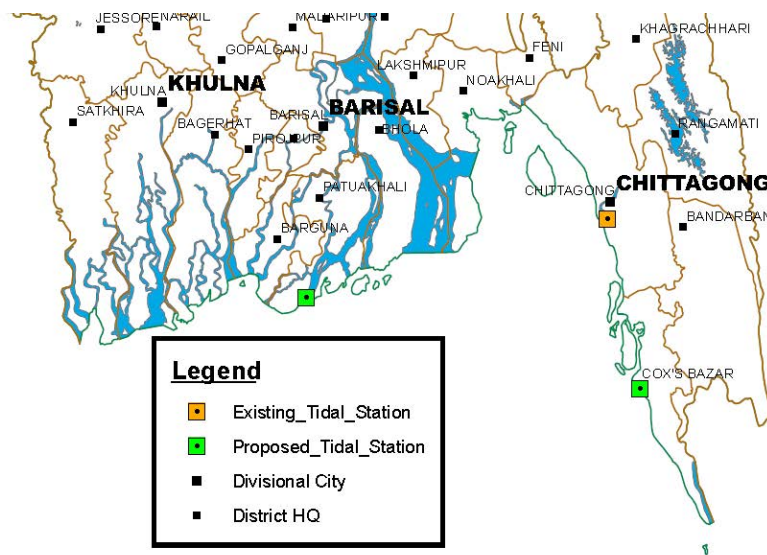 JESSORE
NARAIL
MADARIPUR
KHAGRACHHARI
GOPALGANJ
FENI
LAKSHMIPUR
NOAKHALI
KHULNA
KHULNA
SATKHIRA
BAGERHAT
BARISAL
BARISAL
BHOLA
PIROJPUR
RANGAMATI
PATUAKHALI
CHITTAGONG
CHITTAGONG
BANDARBAN
BARGUNA
COX'S BAZAR
Legend
Existing_Tidal_Station
Proposed_Tidal_Station
Divisional City
District HQ